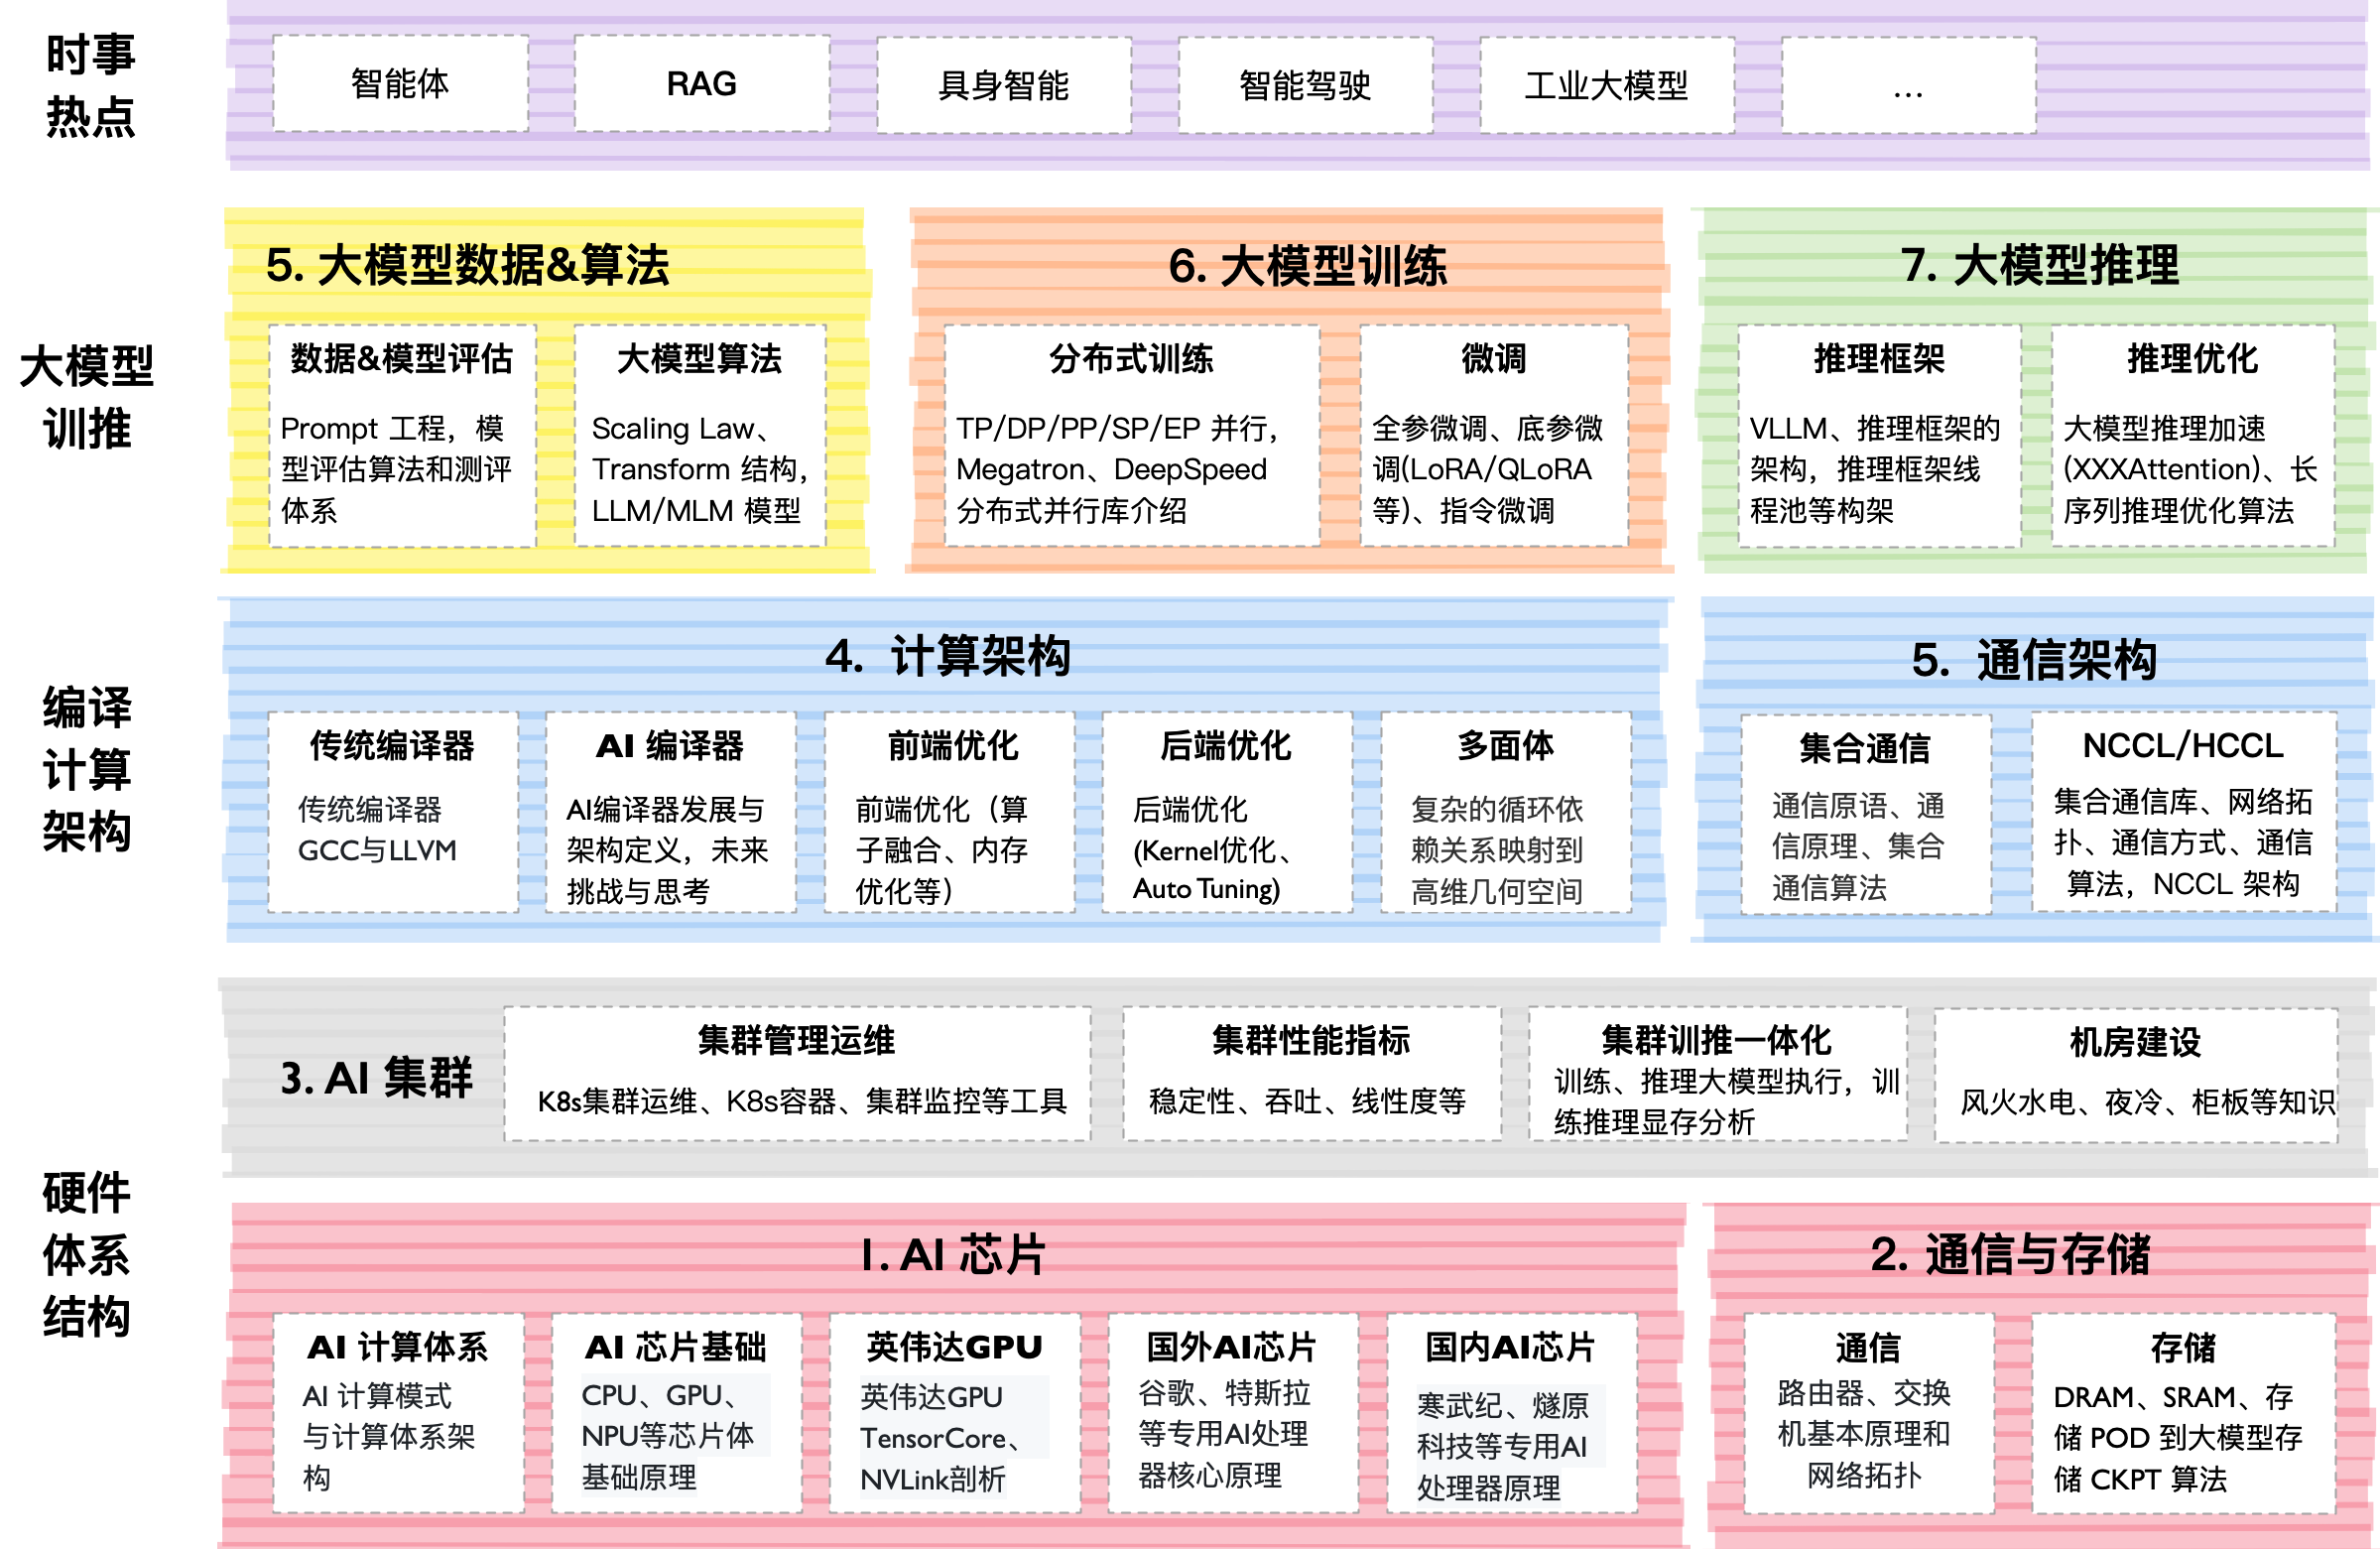 时事
热点
智能体
RAG
具身智能
智能驾驶
工业大模型
...
大模型
训推
5. 大模型数据&算法
数据&模型评估
Prompt 工程，模
型评估算法和测评
体系
大模型算法
Scaling Law、
Transform 结构，
LLM/MLM 模型
6. 大模型训练
分布式训练
TP/DP/PP/SP/EP 并行，
Megatron、DeepSpeed
分布式并行库介绍
微调
全参微调、底参微
调(LoRA/QLoRA
等)、指令微调
7. 大模型推理
推理框架
VLLM、推理框架的
架构，推理框架线
程池等构架
推理优化
大模型推理加速
(XXXAttention)、长
序列推理优化算法
编译
计算
架构
4. 计算架构
传统编译器
传统编译器
GCC与LLVM
AI 编译器
AI编译器发展与
架构定义，未来
挑战与思考
前端优化
前端优化（算
子融合、内存
优化等）
后端优化
后端优化
(Kernel优化、
Auto Tuning)
多面体
复杂的循环依
赖关系映射到
高维几何空间
5. 通信架构
集合通信
通信原语、通
信原理、集合
通信算法
NCCL/HCCL
集合通信库、网络拓
扑、通信方式、通信
算法，NCCL 架构
硬件
体系
结构
3. AI 集群
集群管理运维
K8s集群运维、K8s容器、集群监控等工具
集群性能指标
稳定性、吞吐、线性度等
集群训推一体化
训练、推理大模型执行，训
练推理显存分析
机房建设
风火水电、夜冷、柜板等知识
1. AI 芯片
AI 计算体系
AI 计算模式
与计算体系架
构
AI 芯片基础
CPU、GPU、
NPU等芯片体
基础原理
英伟达GPU
英伟达GPU
TensorCore、
NVLink剖析
国外AI芯片
谷歌、特斯拉
等专用AI处理
器核心原理
国内AI芯片
寒武纪、燧原
科技等专用AI
处理器原理
2. 通信与存储
通信
路由器、交换
机基本原理和
网络拓扑
存储
DRAM、SRAM、存
储 POD 到大模型存
储 CKPT 算法